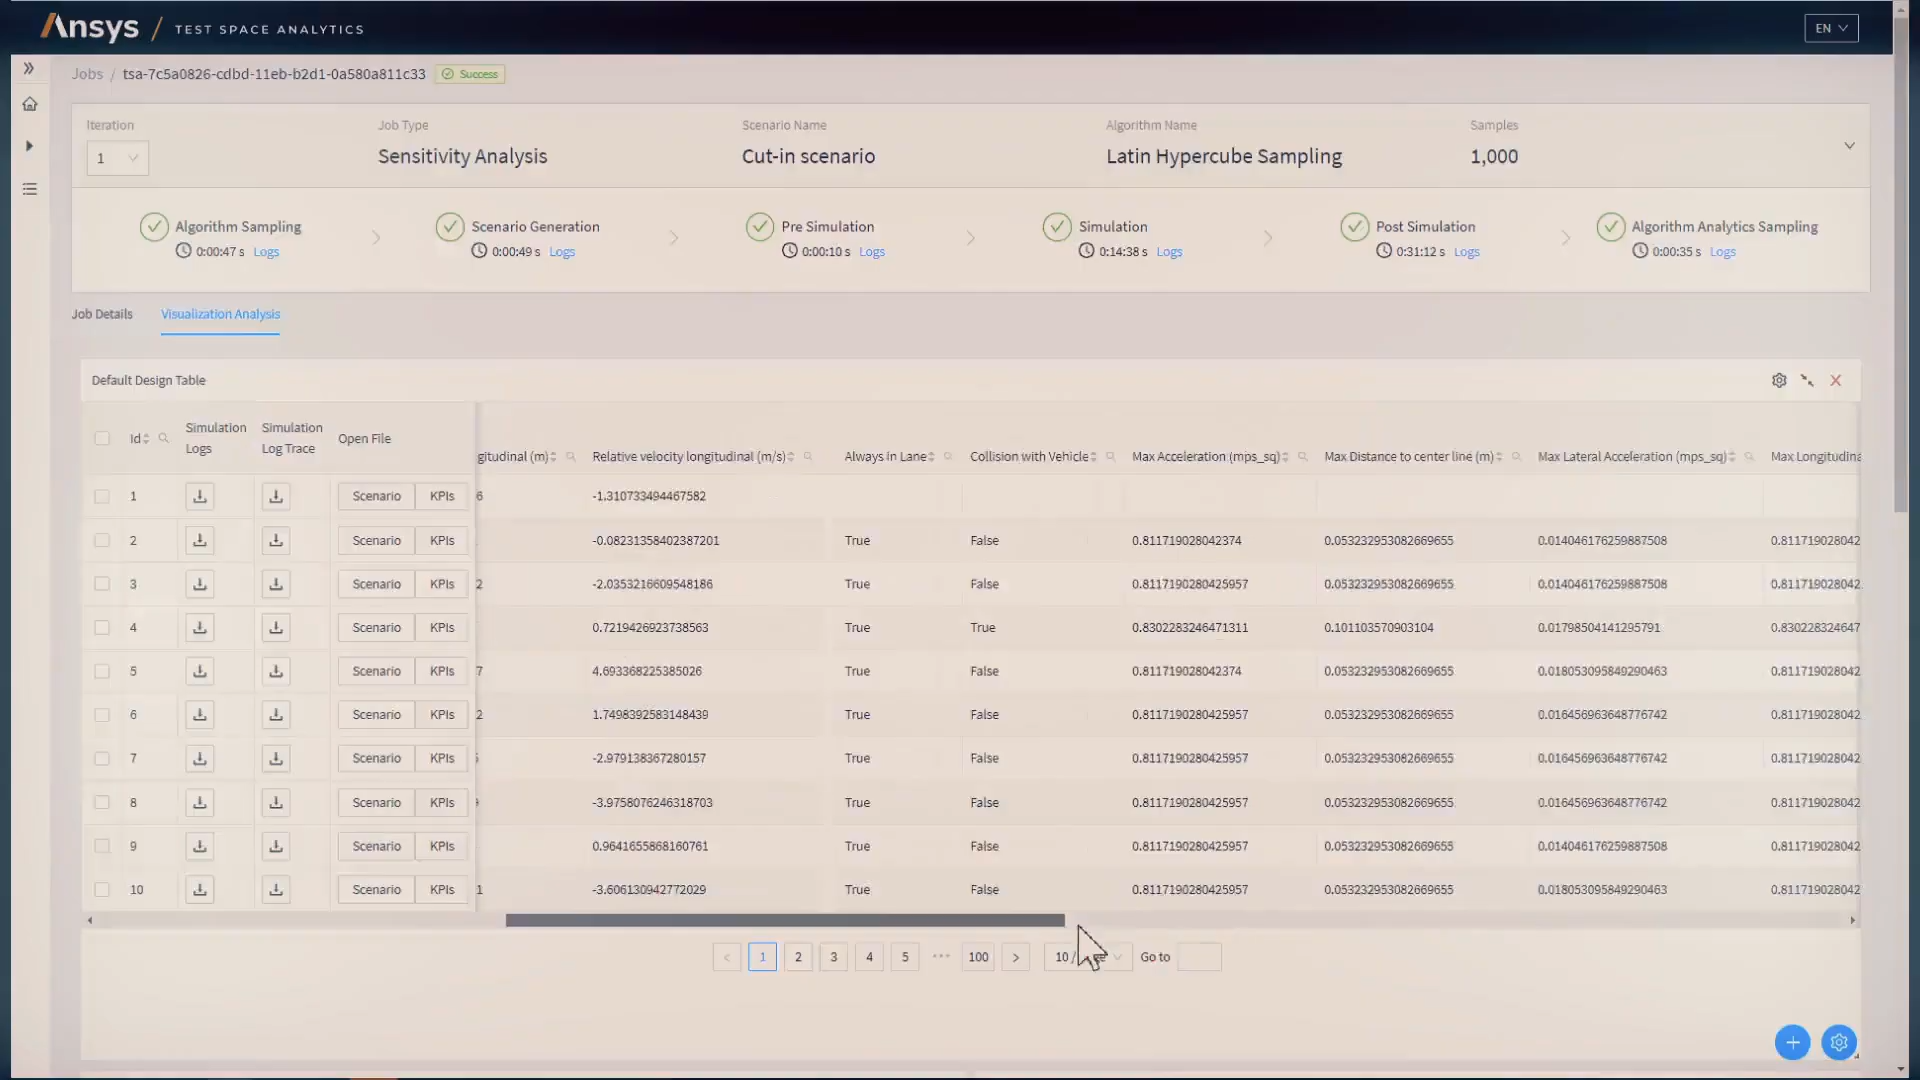 Ansys / TEST SPACE ANALYTICS
EN
Jobs / tsa-7c5a0826-cdbd-11eb-b2d1-0a580a811c33 Success
Iteration Job Type Scenario Name Algorithm Name Samples
1 Sensitivity Analysis Cut-in scenario Latin Hypercube Sampling 1,000
Algorithm Sampling Scenario Generation Pre Simulation Simulation Post Simulation Algorithm Analytics Sampling
0:00:47 s Logs 0:00:49 s Logs 0:00:10 s Logs 0:14:38 s Logs 0:31:12 s Logs 0:00:35 s Logs
Job Details Visualization Analysis
Default Design Table
Id Simulation Logs Simulation Log Trace Open File gitudinal (m) Relative velocity longitudinal (m/s) Always in Lane Collision with Vehicle Max Acceleration (mps_sq) Max Distance to center line (m) Max Lateral Acceleration (mps_sq) Max Longitudina
1 Scenario KPIs 6 -1.310733494467582
2 Scenario KPIs -0.08231358402387201 True False 0.811719028042374 0.053232953082669655 0.014046176259887508 0.811719028042
3 Scenario KPIs 2 -2.0353216609548186 True False 0.8117190280425957 0.053232953082669655 0.014046176259887508 0.811719028042
4 Scenario KPIs 0.7219426923738563 True True 0.8302283246471311 0.101103570903104 0.01798504141295791 0.830228324647
5 Scenario KPIs 7 4.693368225385026 True False 0.811719028042374 0.053232953082669655 0.018053095849290463 0.811719028042
6 Scenario KPIs 2 1.7498392583148439 True False 0.8117190280425957 0.053232953082669655 0.016456963648776742 0.811719028042
7 Scenario KPIs -2.979138367280157 True False 0.8117190280425957 0.053232953082669655 0.016456963648776742 0.811719028042
8 Scenario KPIs -3.9758076246318703 True False 0.8117190280425957 0.053232953082669655 0.016456963648776742 0.811719028042
9 Scenario KPIs 0.9641655868160761 True False 0.8117190280425957 0.053232953082669655 0.014046176259887508 0.811719028042
10 Scenario KPIs 1 -3.606130942772029 True False 0.8117190280425957 0.053232953082669655 0.018053095849290463 0.811719028042
< 1 2 3 4 5 ••• 100 > 10 / Go to